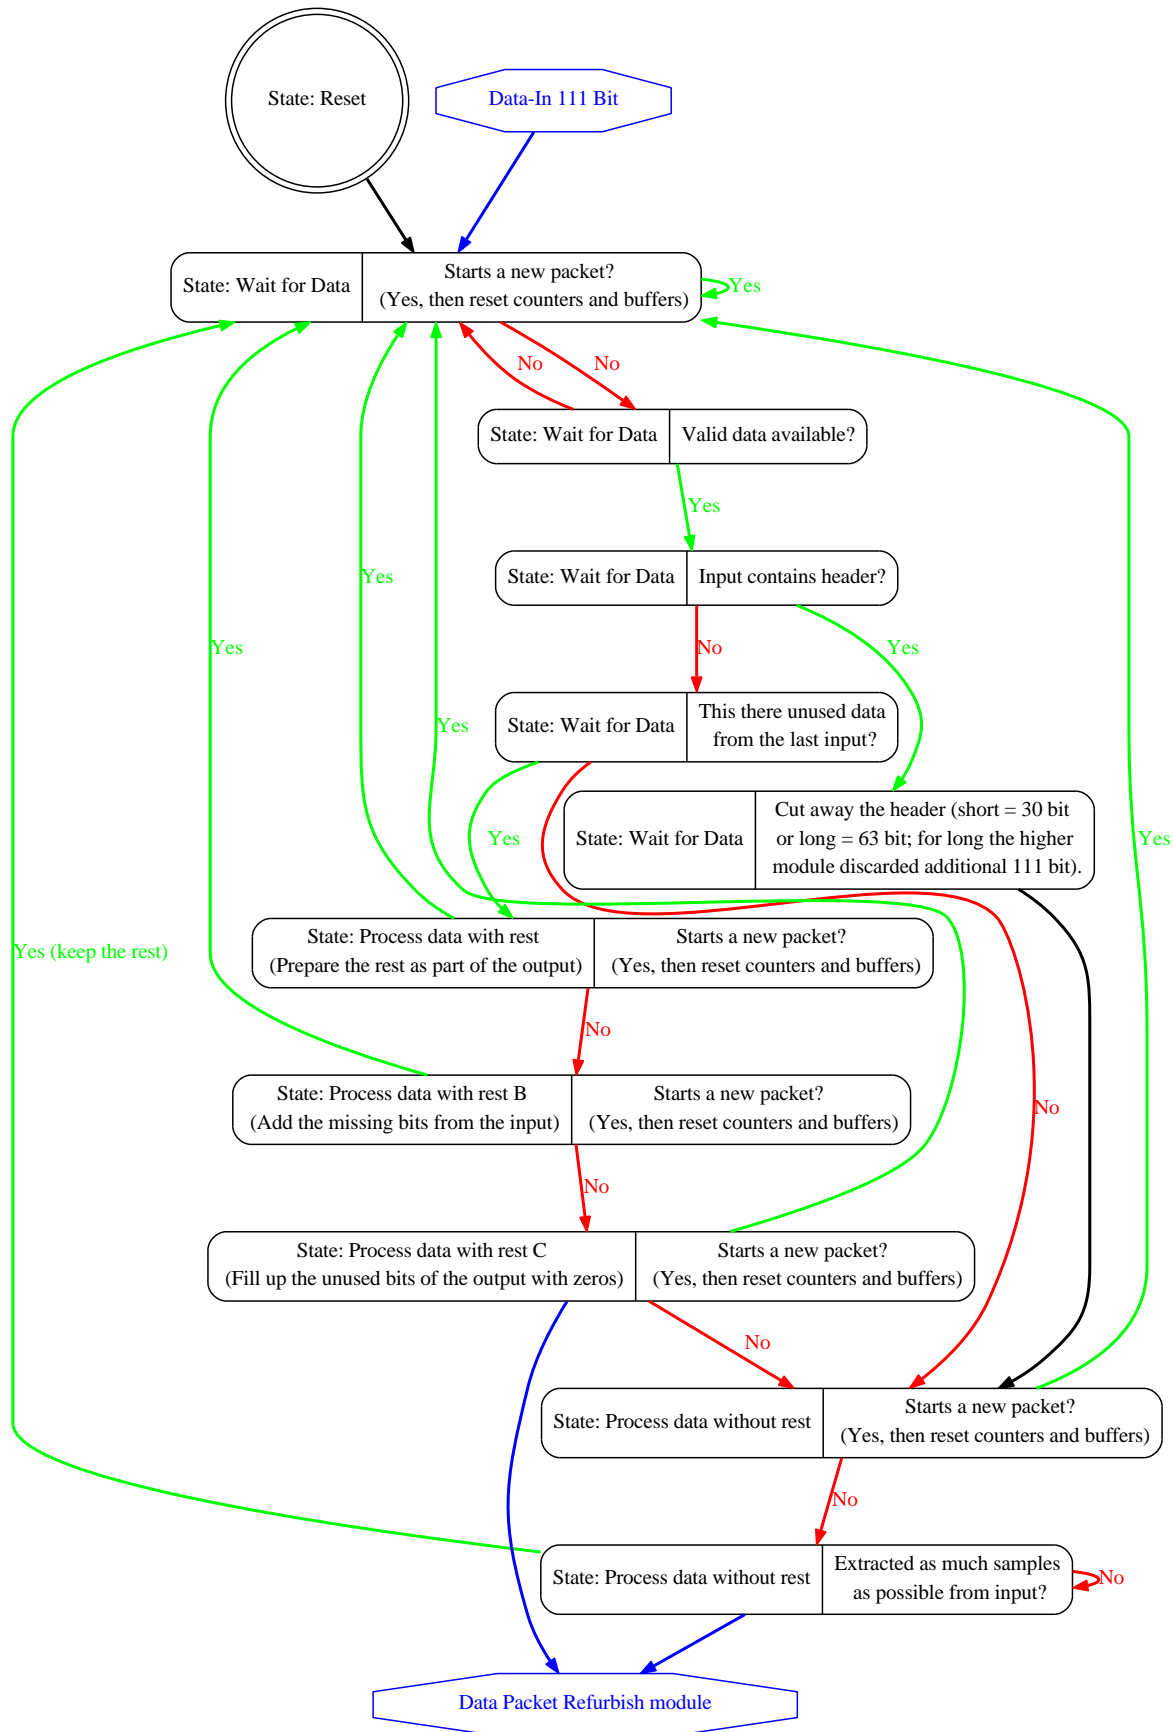 State: Reset
Data-In 111 Bit
State: Wait for Data
Starts a new packet?
(Yes, then reset counters and buffers)
Yes
No
No
State: Wait for Data
Valid data available?
Yes
State: Wait for Data
Input contains header?
Yes
Yes
No
Yes
State: Wait for Data
This there unused data
from the last input?
Yes
Yes
Yes
State: Wait for Data
Cut away the header (short = 30 bit
or long = 63 bit; for long the higher
module discarded additional 111 bit).
Yes (keep the rest)
State: Process data with rest
(Prepare the rest as part of the output)
Starts a new packet?
(Yes, then reset counters and buffers)
No
State: Process data with rest B
(Add the missing bits from the input)
Starts a new packet?
(Yes, then reset counters and buffers)
No
No
State: Process data with rest C
(Fill up the unused bits of the output with zeros)
Starts a new packet?
(Yes, then reset counters and buffers)
No
State: Process data without rest
Starts a new packet?
(Yes, then reset counters and buffers)
No
State: Process data without rest
Extracted as much samples
as possible from input?
No
Data Packet Refurbish module